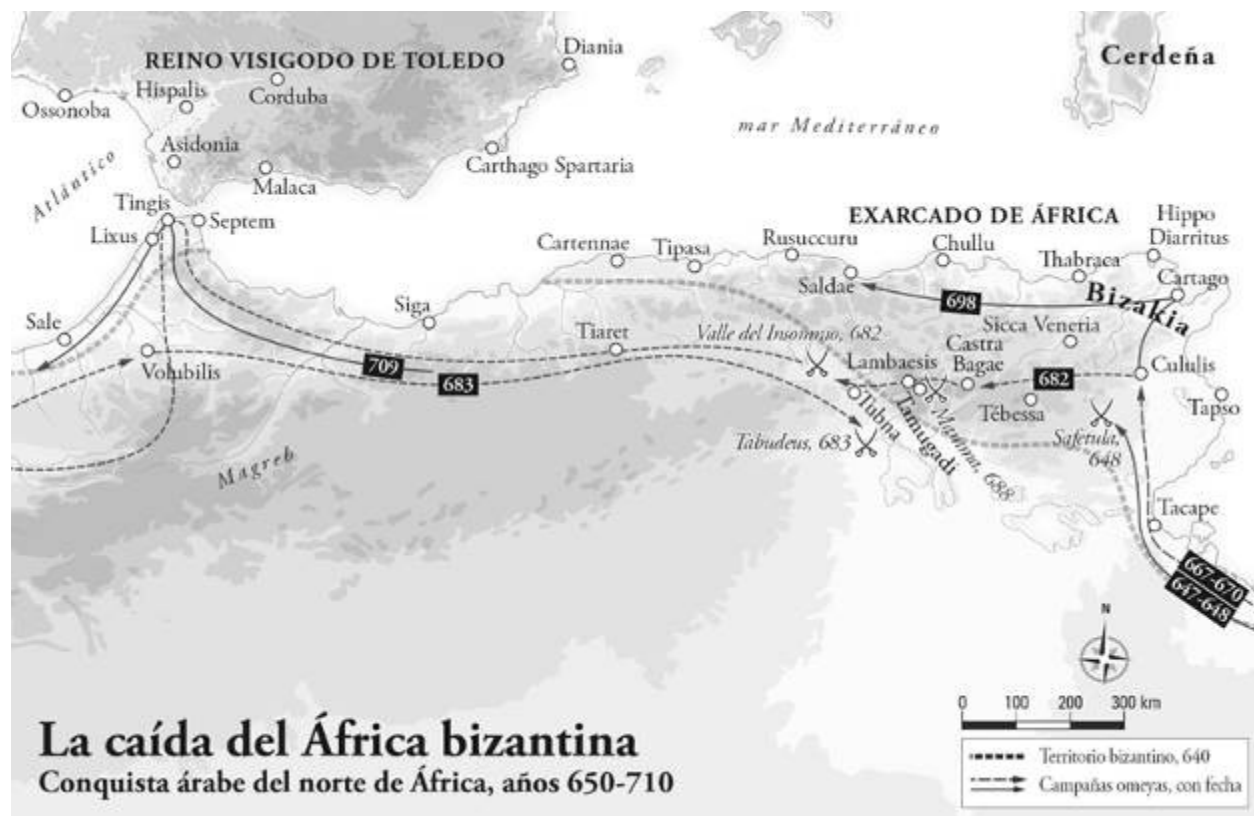 REINO VISIGODO DE TOLEDO
Diania
Cerdeña
Ossonoba
Hispalis
Corduba
mar Mediterráneo
Asidonia
Carthago Spartaria
Atlántico
Malaca
Tingis
Septem
Lixus
EXARCADO DE ÁFRICA
Hippo
Diarritus
Cartennae
Tipasa
Rusuccuru
Chullu
Thabraca
Cartago
Saldae
Bizakia
698
Siga
Sale
Sicca Veneria
Valle del Insomnio, 682
Castra
Bagae
Tiaret
Lambaesis
Volubilis
709
683
682
Cululis
Tubna
Tamugadi
Tébessa
Tapso
Tabudeus, 683
688
Safetula,
648
Magreb
Tacape
667-670
647-648
N
0 100 200 300 km
La caída del África bizantina
Conquista árabe del norte de África, años 650-710
Territorio bizantino, 640
Campañas omeyas, con fecha